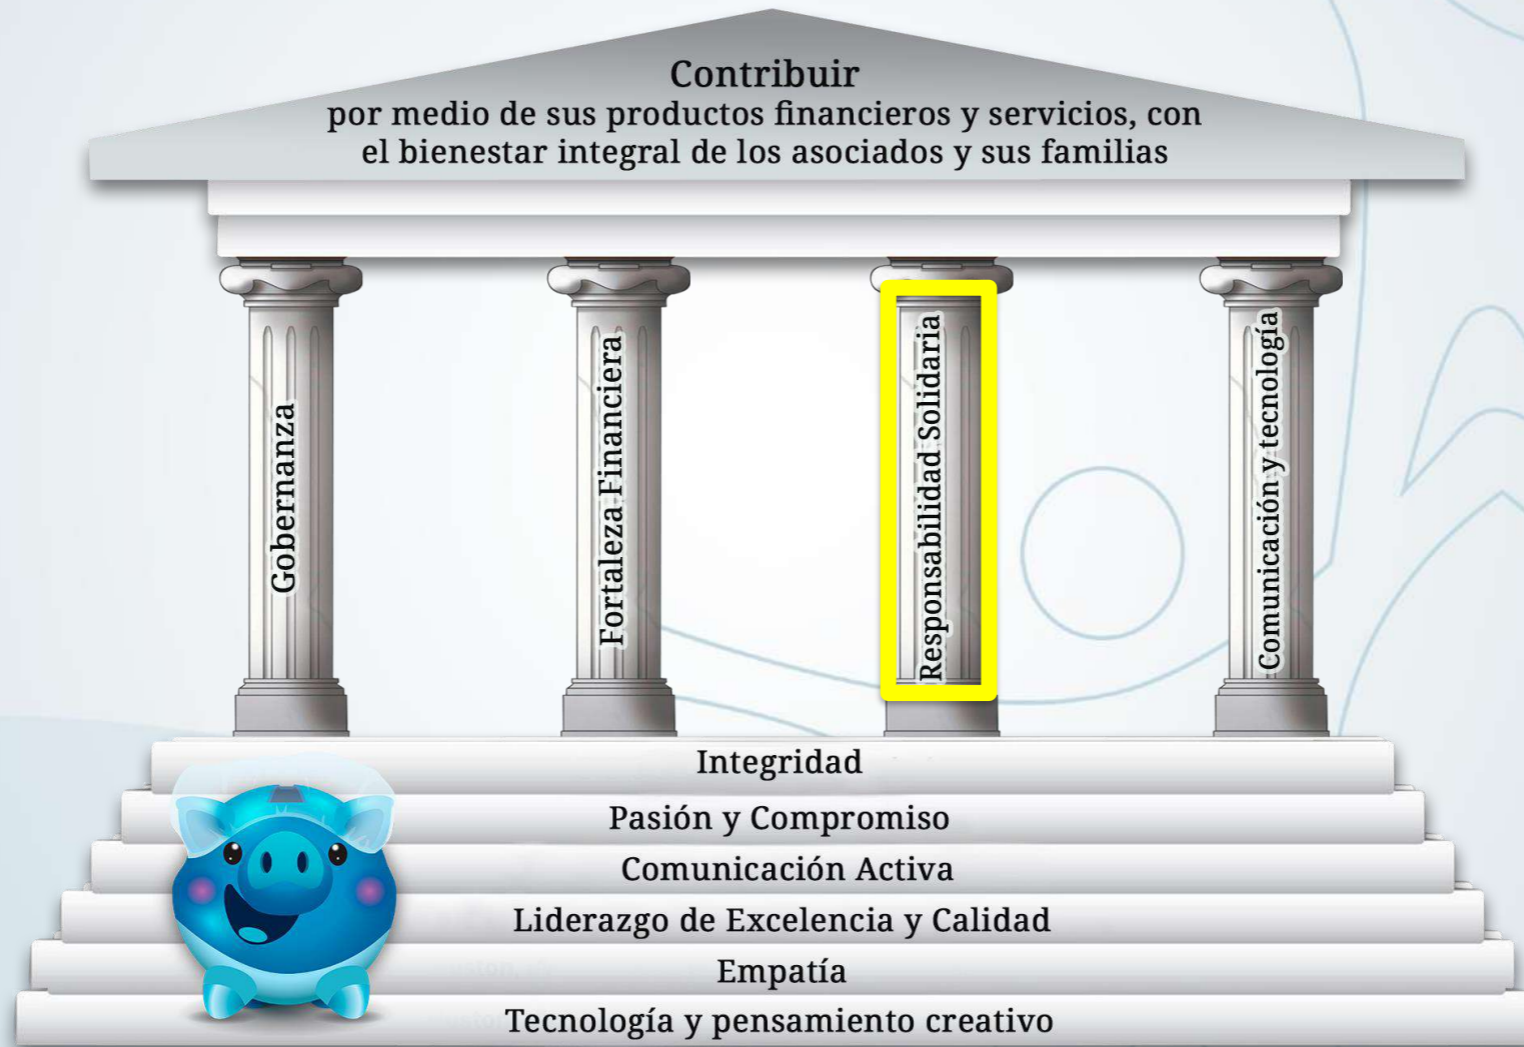 Contribuir
por medio de sus productos financieros y servicios, con
el bienestar integral de los asociados y sus familias
Gobernanza
Fortaleza Financiera
Responsabilidad Solidaria
Comunicación y tecnología
Integridad
Pasión y Compromiso
Comunicación Activa
Liderazgo de Excelencia y Calidad
Empatía
Tecnología y pensamiento creativo